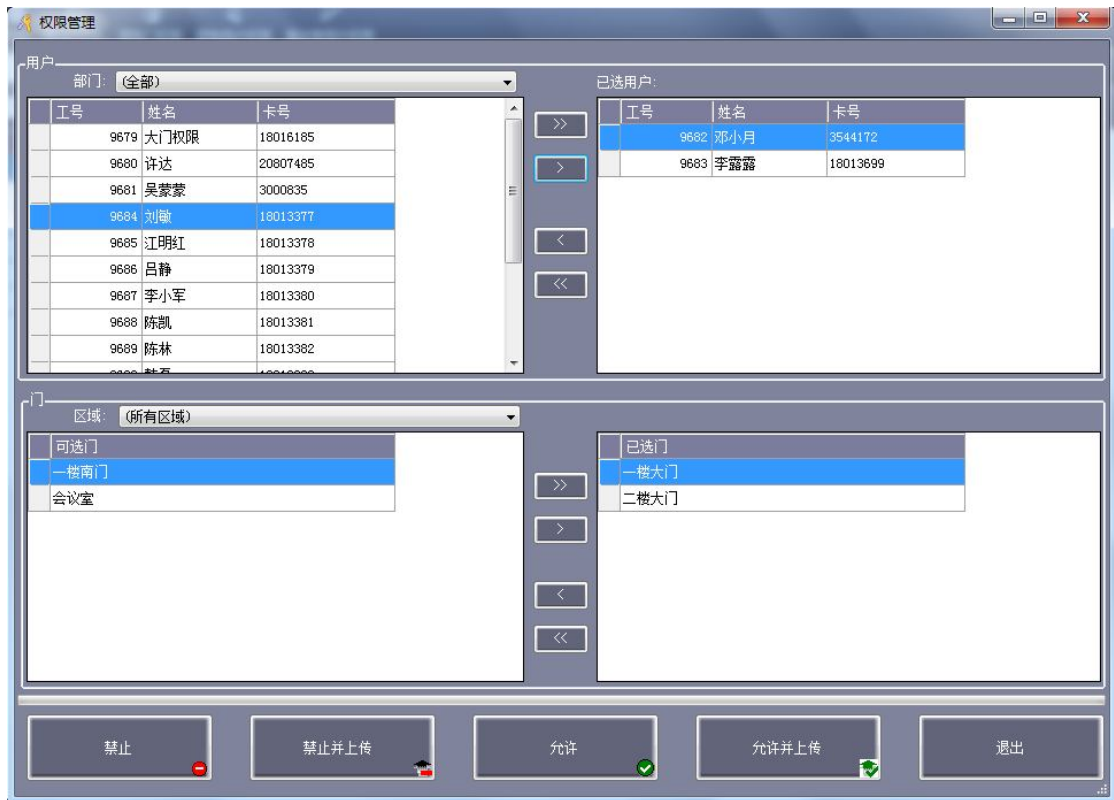 权限管理
用户
部门: (全部)
已选用户:
工号 姓名 卡号
9679 大门权限 18016185
9680 许达 20807485
9681 吴蒙蒙 3000835
9684 刘敏 18013377
9685 江明红 18013378
9686 吕静 18013379
9687 李小军 18013380
9688 陈凯 18013381
9689 陈林 18013382
>>
>
<
<<
工号 姓名 卡号
9682 邓小月 3544172
9683 李露露 18013699
门
区域: (所有区域)
可选门
一楼南门
会议室
>>
>
<
<<
已选门
一楼大门
二楼大门
禁止
禁止并上传
允许
允许并上传
退出